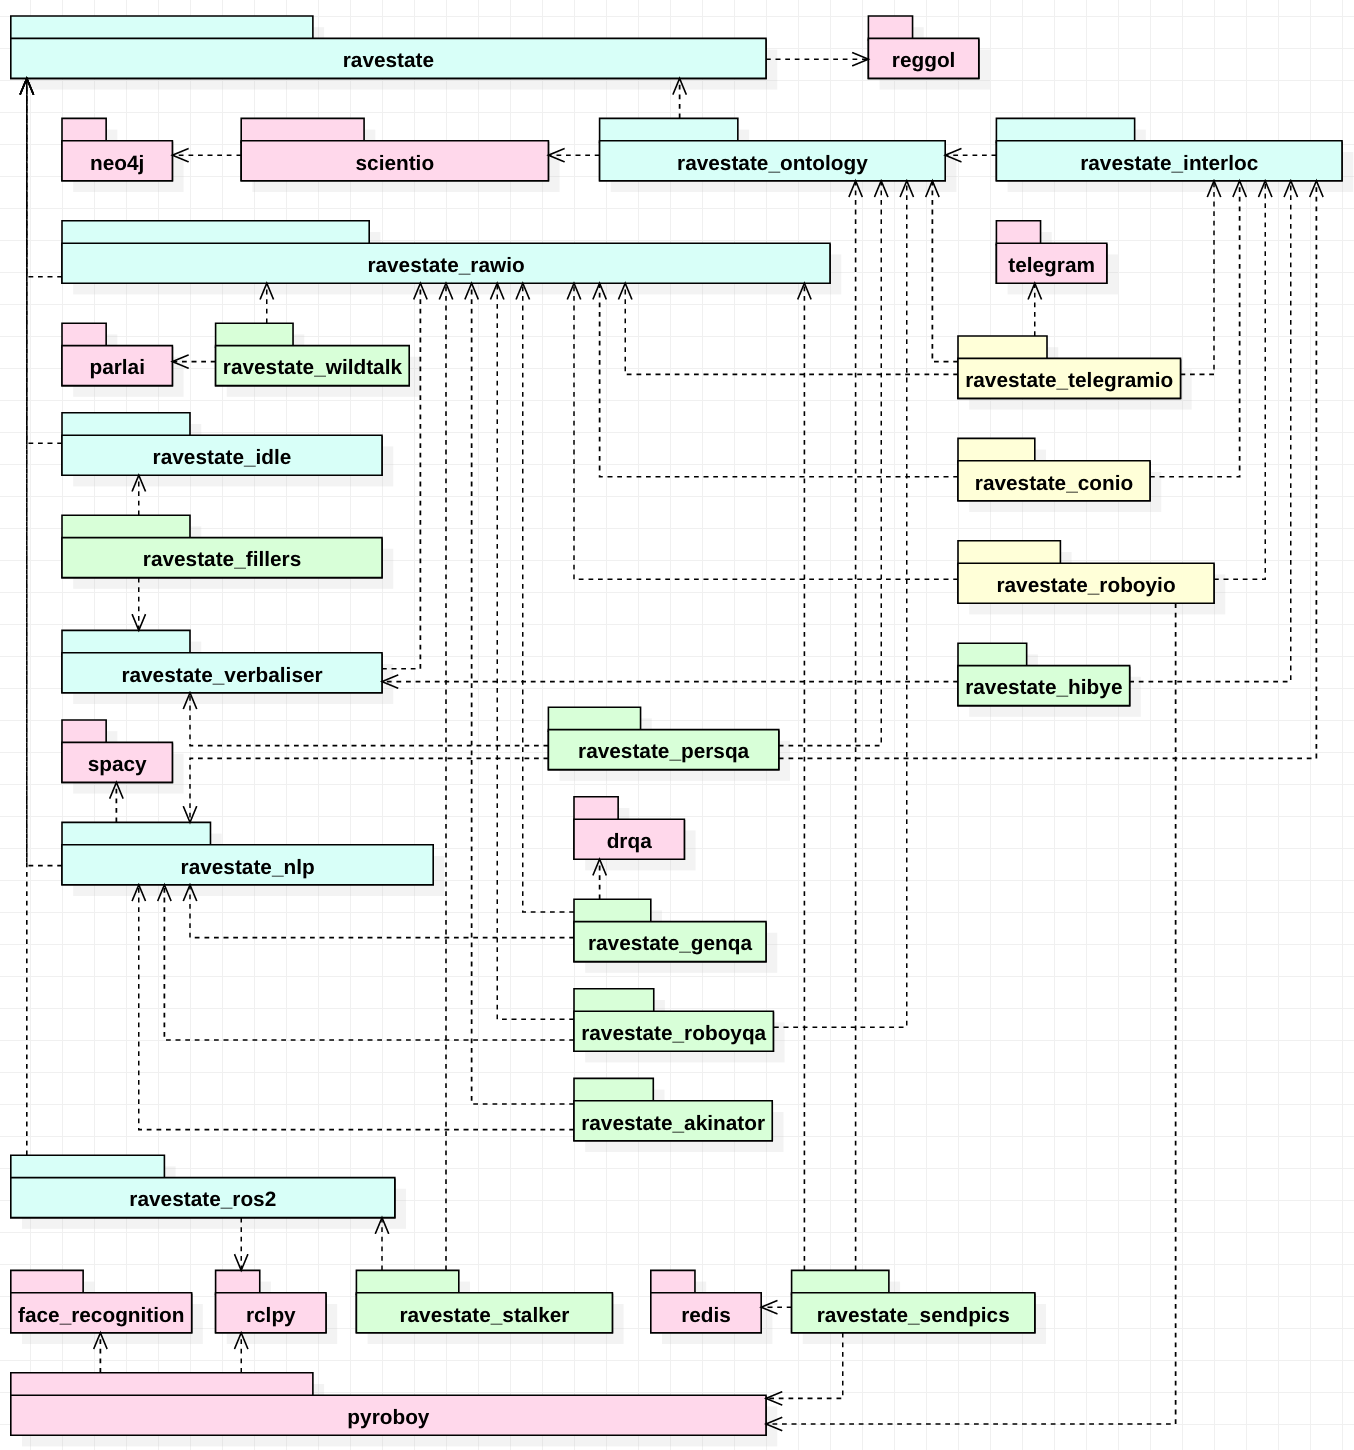 ravestate
reggol
neo4j
scientio
ravestate_ontology
ravestate_interloc
ravestate_rawio
telegram
parlai
ravestate_wildtalk
ravestate_telegramio
ravestate_idle
ravestate_conio
ravestate_fillers
ravestate_roboyio
ravestate_verbaliser
ravestate_hibye
ravestate_persqa
spacy
drqa
ravestate_nlp
ravestate_genqa
ravestate_roboyqa
ravestate_akinator
ravestate_ros2
face_recognition
rclpy
ravestate_stalker
redis
ravestate_sendpics
pyroboy